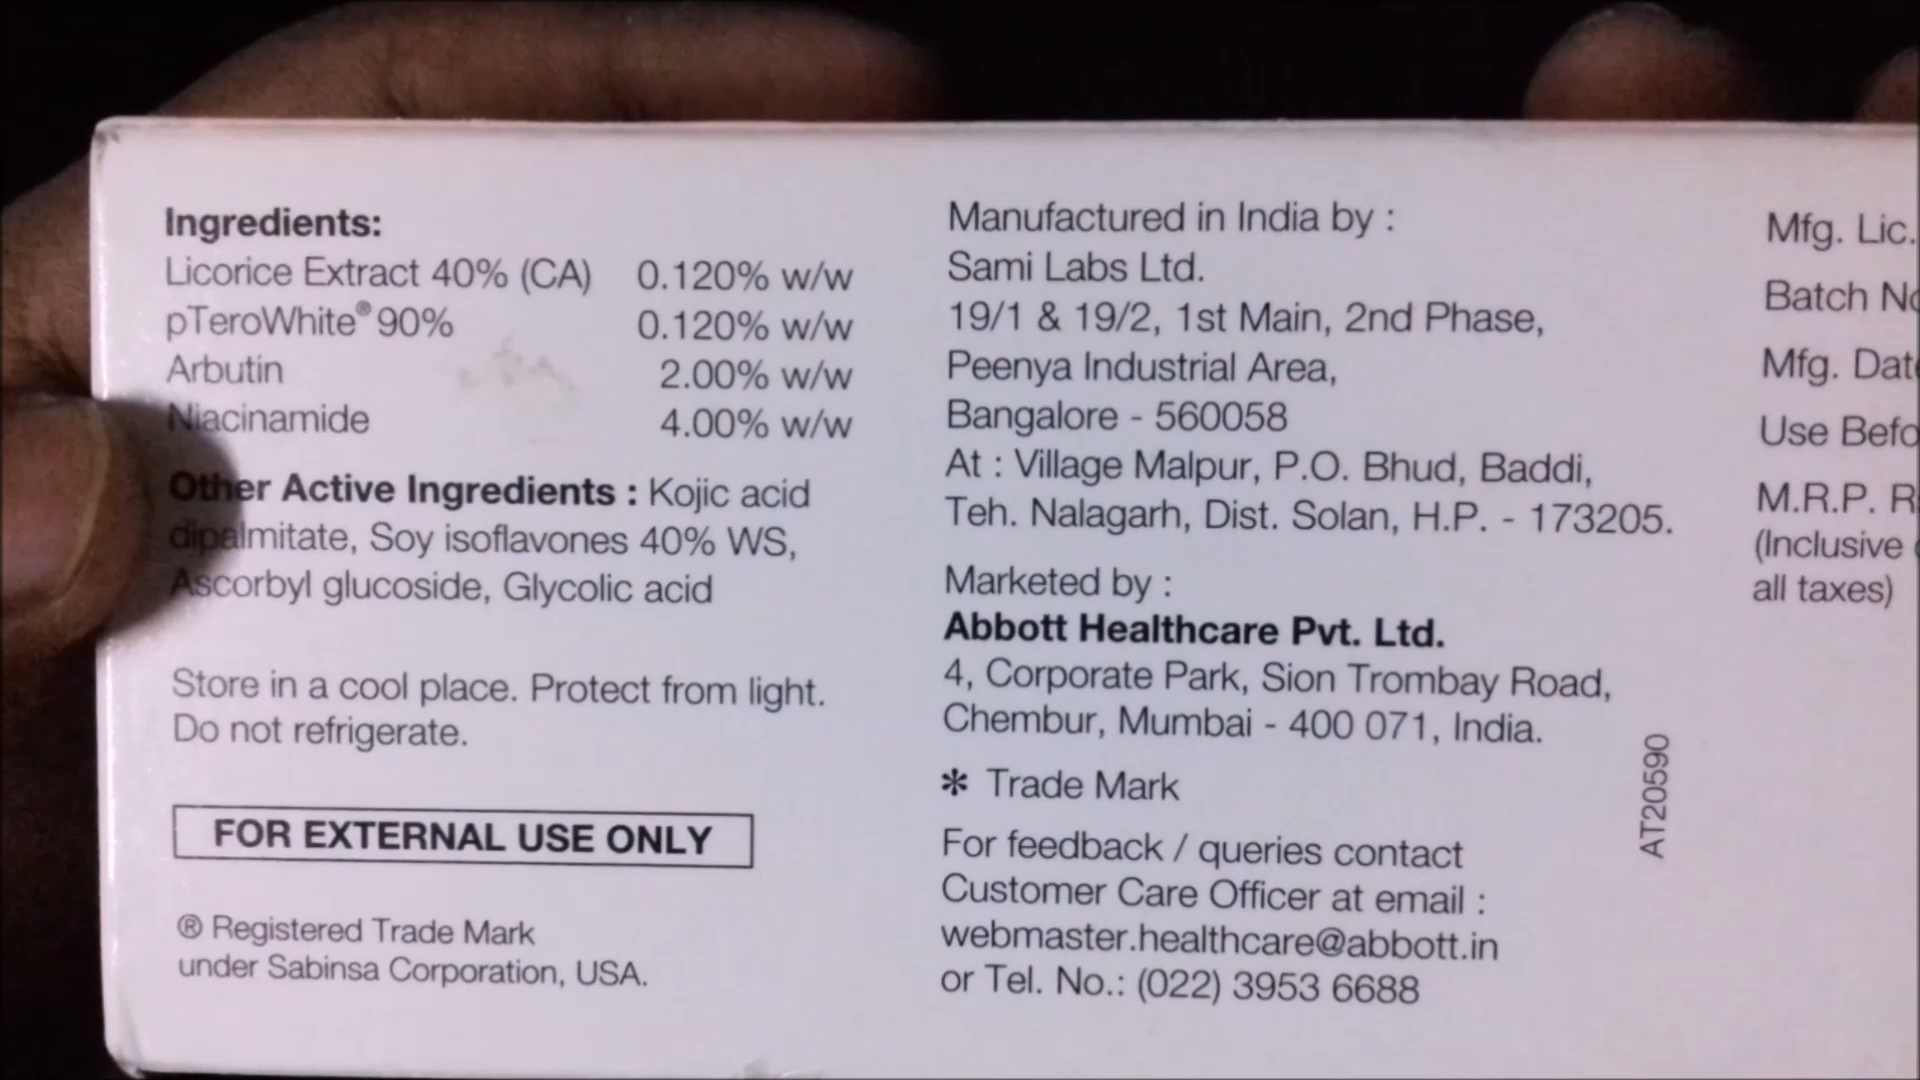 Ingredients:
Licorice Extract 40% (CA) 0.120% w/w
pTeroWhite® 90% 0.120% w/w
Arbutin 2.00% w/w
Niacinamide 4.00% w/w
Other Active Ingredients : Kojic acid
dipalmitate, Soy isoflavones 40% WS,
Ascorbyl glucoside, Glycolic acid
Store in a cool place. Protect from light.
Do not refrigerate.
FOR EXTERNAL USE ONLY
® Registered Trade Mark
under Sabinsa Corporation, USA.
Manufactured in India by :
Sami Labs Ltd.
19/1 & 19/2, 1st Main, 2nd Phase,
Peenya Industrial Area,
Bangalore - 560058
At : Village Malpur, P.O. Bhud, Baddi,
Teh. Nalagarh, Dist. Solan, H.P. - 173205.
Marketed by :
Abbott Healthcare Pvt. Ltd.
4, Corporate Park, Sion Trombay Road,
Chembur, Mumbai - 400 071, India.
* Trade Mark
For feedback / queries contact
Customer Care Officer at email :
webmaster.healthcare@abbott.in
or Tel. No.: (022) 3953 6688
AT20590
Mfg. Lic.
Batch
Mfg.
Use
M.R.P.
(Inclusive
all taxes)